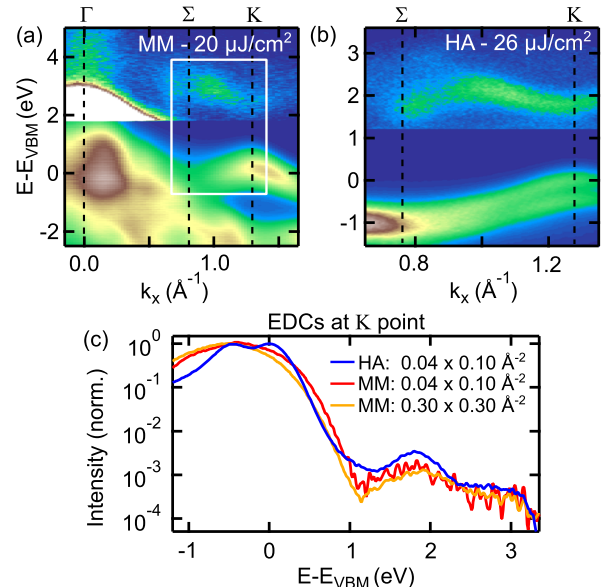 Γ Σ K Σ K
(a) MM - 20 μJ/cm²
(b) HA - 26 μJ/cm²
E-E_VBM (eV)
4
2
0
-2
0.0 1.0
k_x (Å⁻¹)
3
2
1
0
-1
0.8 1.2
k_x (Å⁻¹)
EDCs at K point
(c)
HA: 0.04 x 0.10 Å⁻²
MM: 0.04 x 0.10 Å⁻²
MM: 0.30 x 0.30 Å⁻²
Intensity (norm.)
10⁰
10⁻¹
10⁻²
10⁻³
10⁻⁴
-1 0 1 2 3
E-E_VBM (eV)